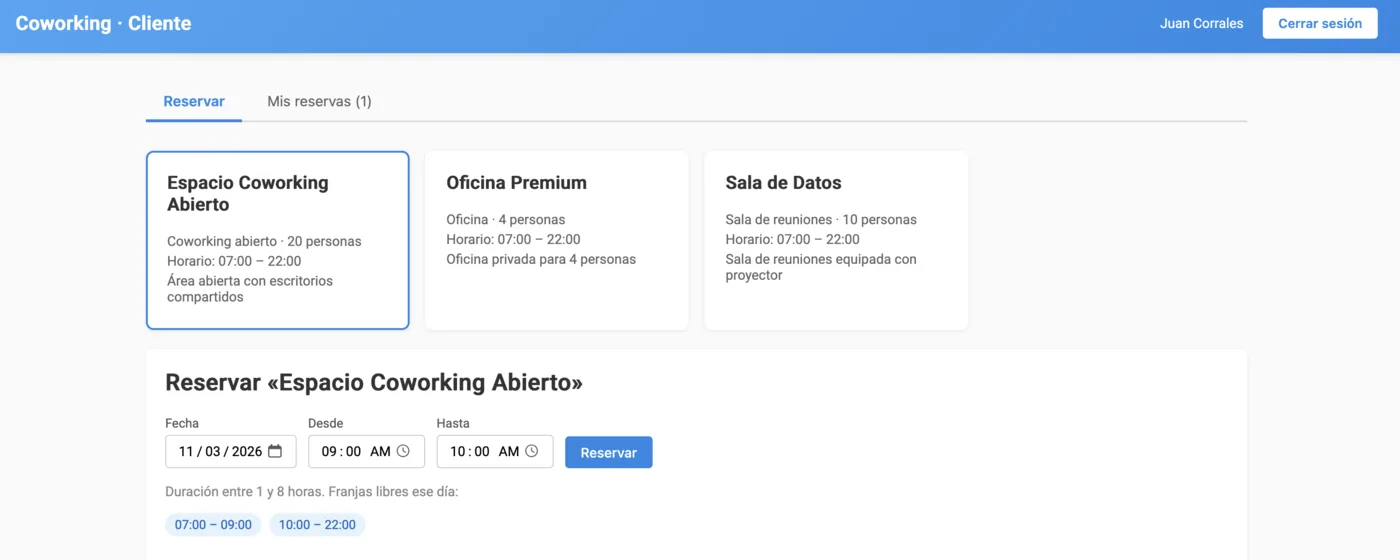 Coworking · Cliente
Juan Corrales
Cerrar sesión
Reservar
Mis reservas (1)
Espacio Coworking
Abierto
Coworking abierto · 20 personas
Horario: 07:00 – 22:00
Área abierta con escritorios
compartidos
Oficina Premium
Oficina · 4 personas
Horario: 07:00 – 22:00
Oficina privada para 4 personas
Sala de Datos
Sala de reuniones · 10 personas
Horario: 07:00 – 22:00
Sala de reuniones equipada con
proyector
Reservar «Espacio Coworking Abierto»
Fecha
Desde
Hasta
11/03/2026
09:00 AM
10:00 AM
Reservar
Duración entre 1 y 8 horas. Franjas libres ese día:
07:00 – 09:00
10:00 – 22:00